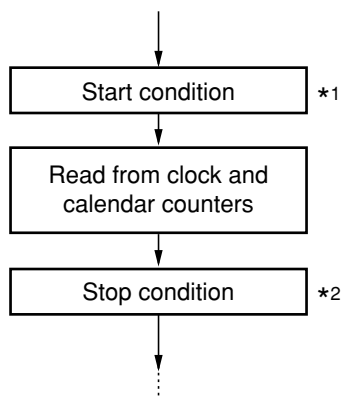 Start condition *1
Read from clock and
calendar counters
Stop condition *2